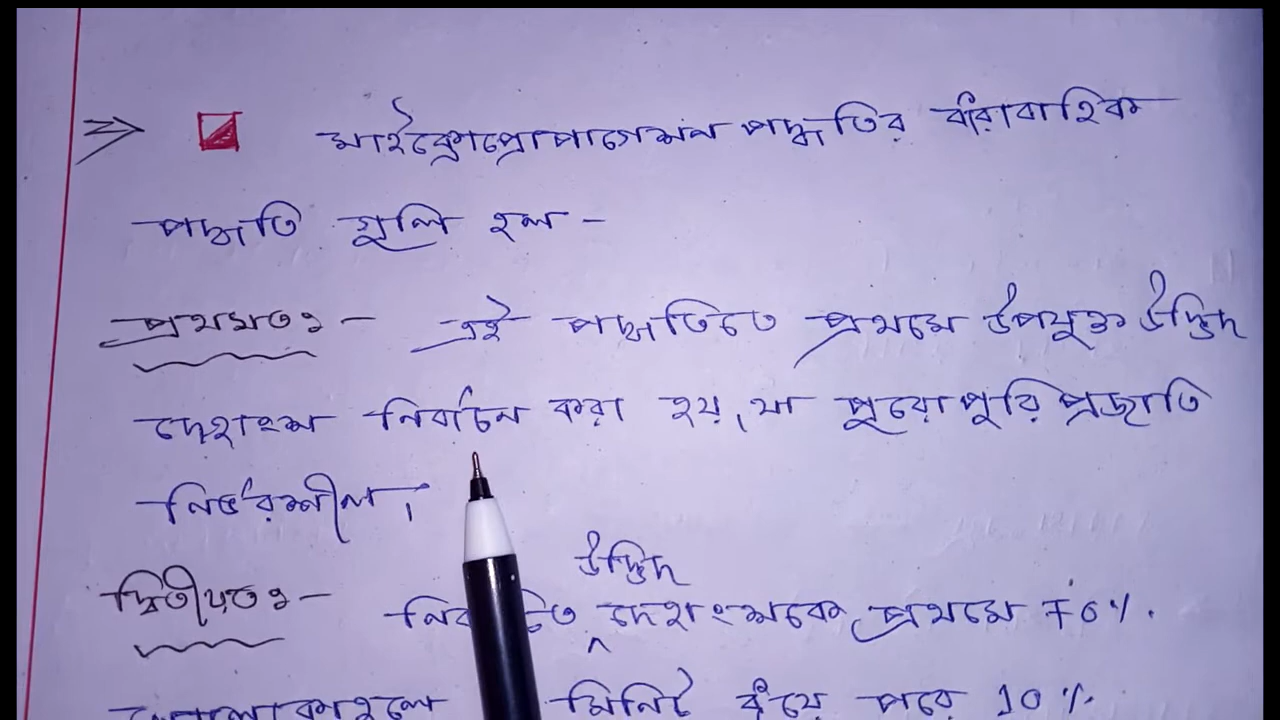 মাইক্রোপ্রোপাগেশন পদ্ধতির ধারাবাহিক
পদ্ধতি গুলি হল -
প্রথমতঃ - এই পদ্ধতিতে প্রথমে উপযুক্ত উদ্ভিদ
দেহাংশ নির্বাচন করা হয়, যা পুরোপুরি প্রজাতি
নির্ভরশীল।
উদ্ভিদ
দ্বিতীয়তঃ - দেহাংশকে প্রথমে 70%.
মিনিট ধুয়ে পরে 10%.